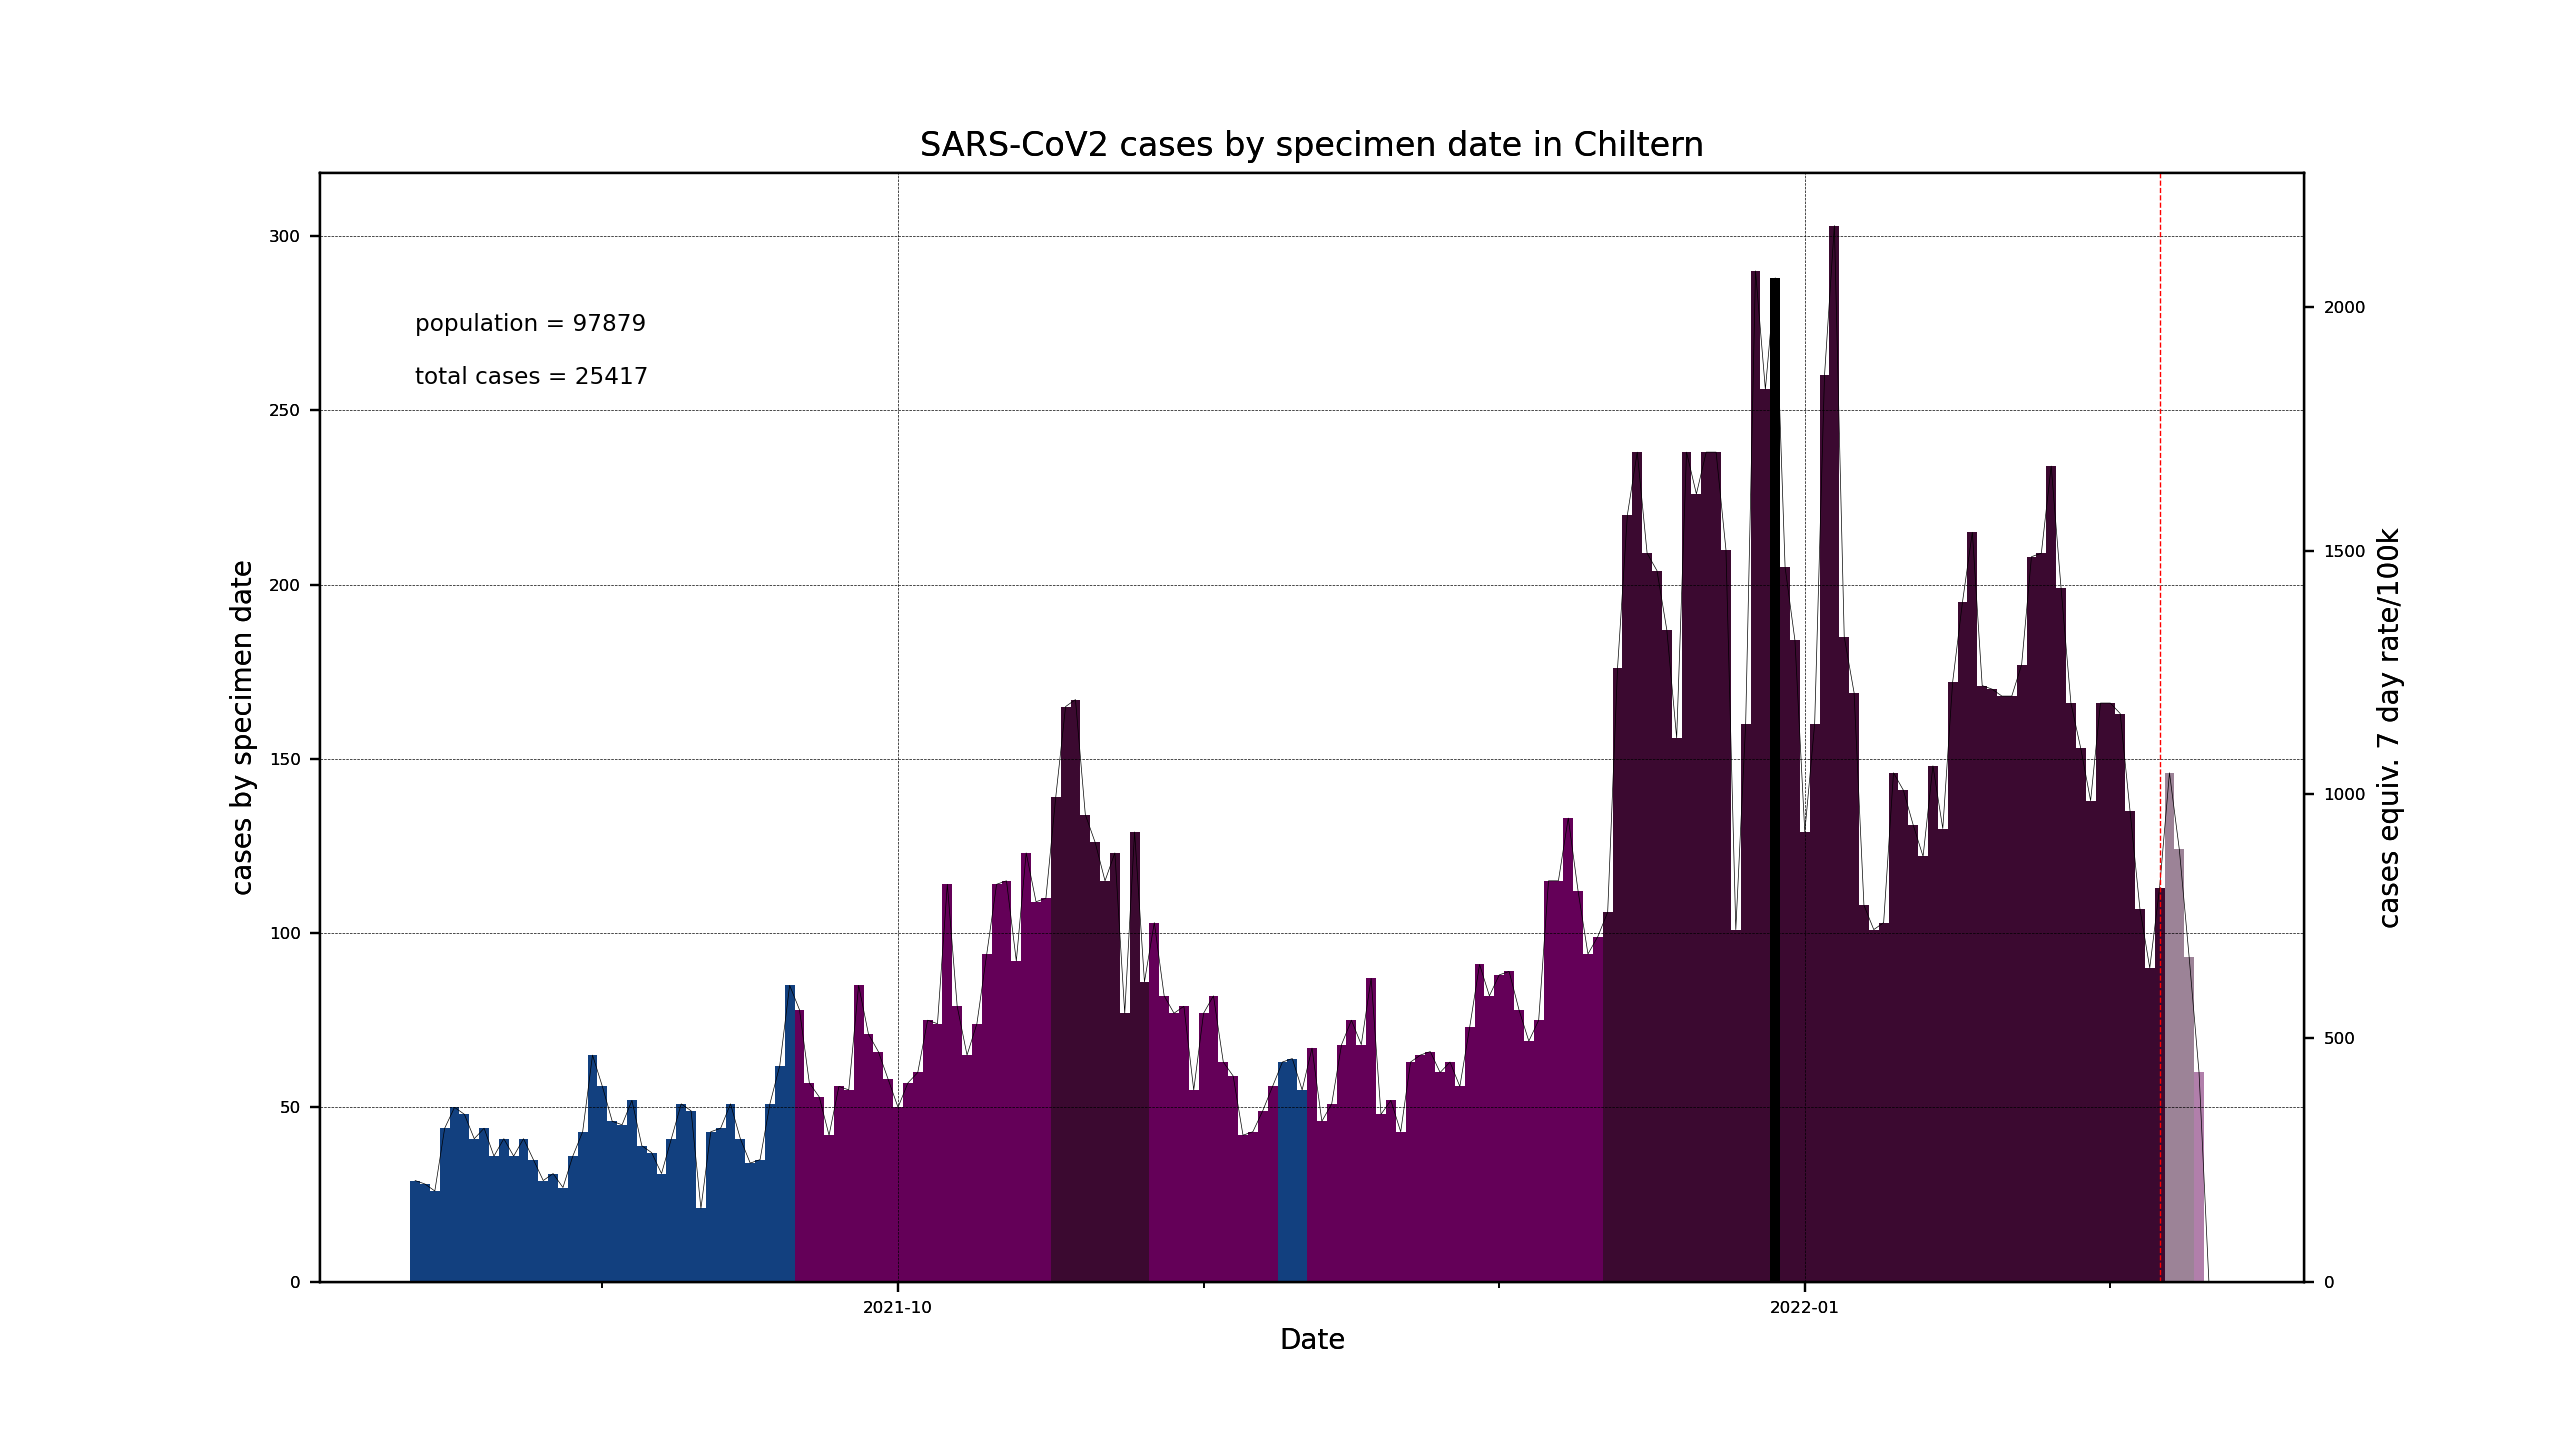 SARS-CoV2 cases by specimen date in Chiltern
population = 97879
total cases = 25417
cases by specimen date
300
250
200
150
100
50
0
2000
1500
1000
500
0
cases equiv. 7 day rate/100k
2021-10
2022-01
Date